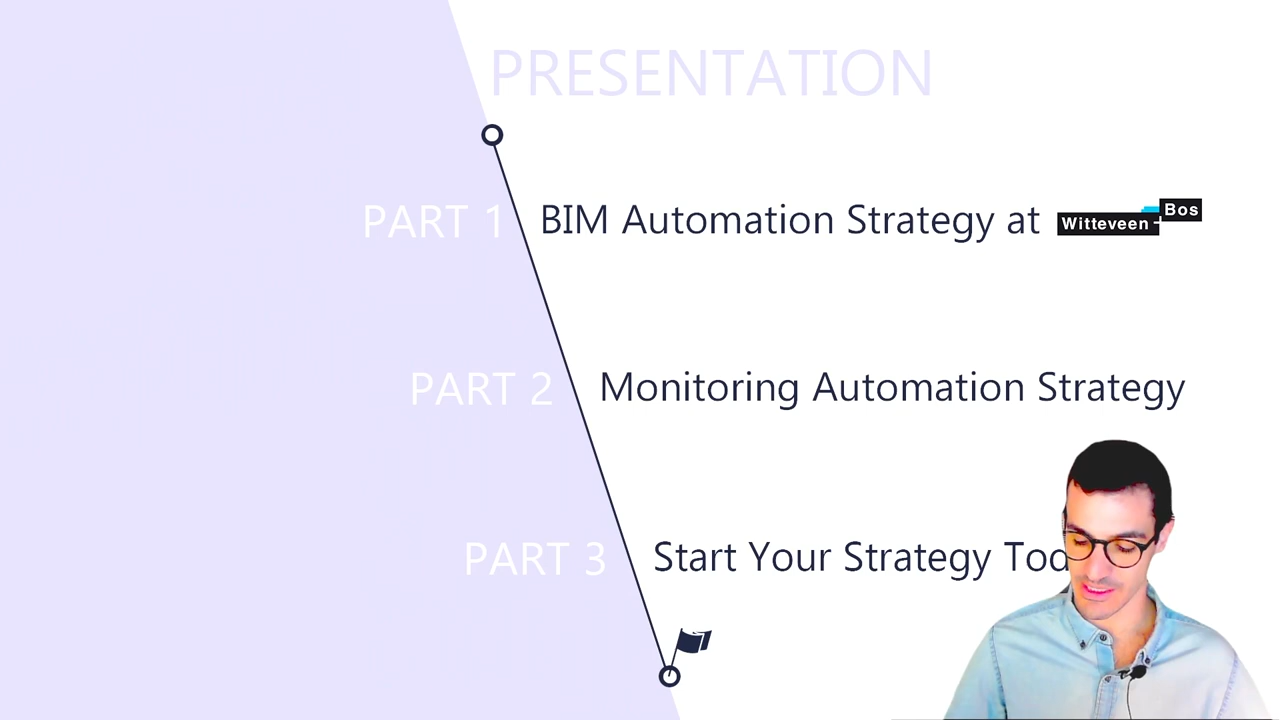 PRESENTATION
PART 1 BIM Automation Strategy at Witteveen + Bos
PART 2 Monitoring Automation Strategy
PART 3 Start Your Strategy Tod